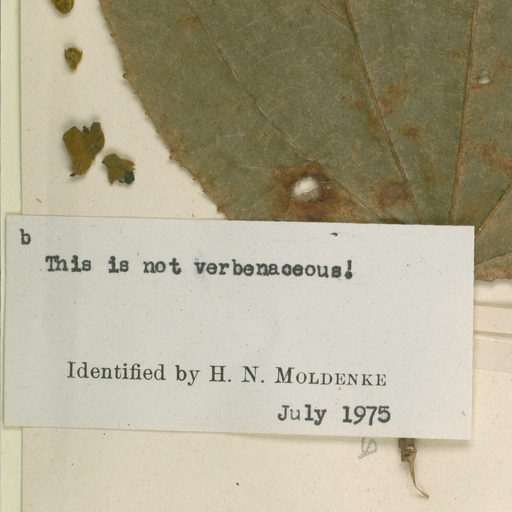 b
This is not verbenaceous!
Identified by H. N. MOLDENKE
July 1975